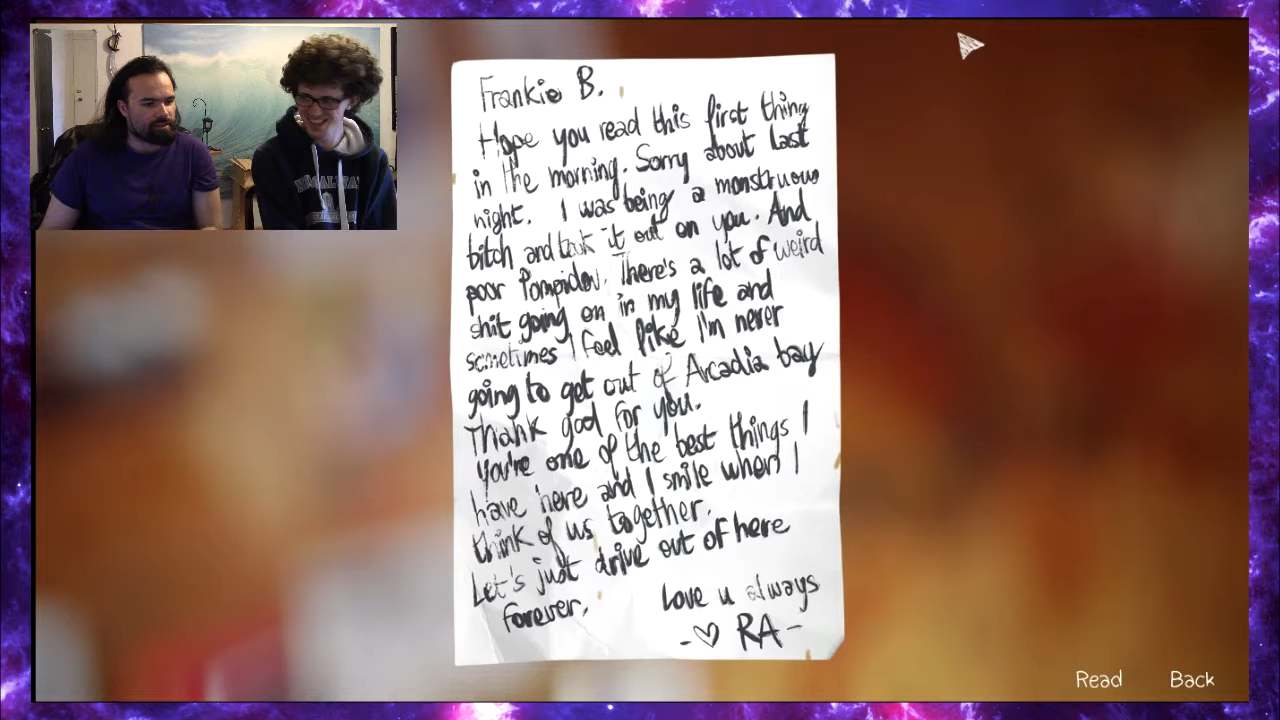 Frankie B.
Hope you read this first thing
in the morning. Sorry about last
night. I was being a monstruous
bitch and took it out on you. And
poor Pompidou. There's a lot of weird
shit going on in my life and
sometimes I feel like I'm never
going to get out of Arcadia bay
Thank god for you.
You're one of the best things I
have here and I smile when I
think of us together.
Let's just drive out of here
forever.
Love u always
-♡ RA-
Read Back